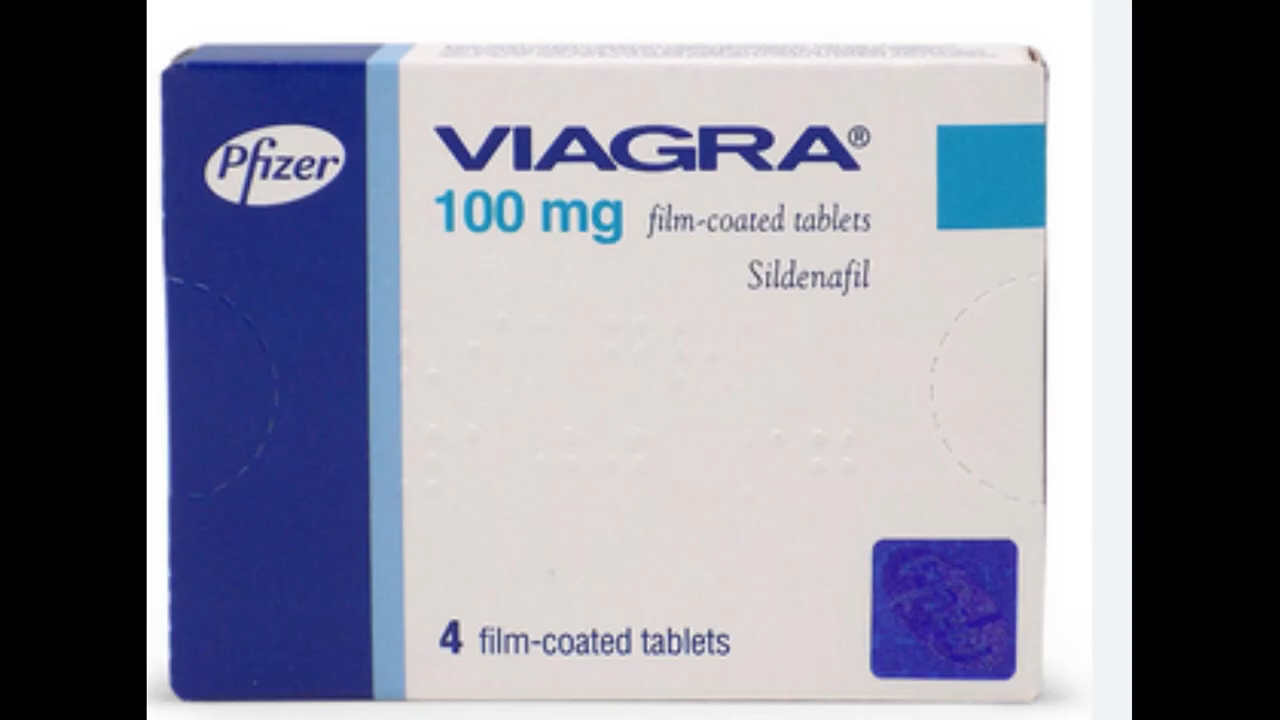 Pfizer
VIAGRA®
100 mg film-coated tablets
Sildenafil
4 film-coated tablets